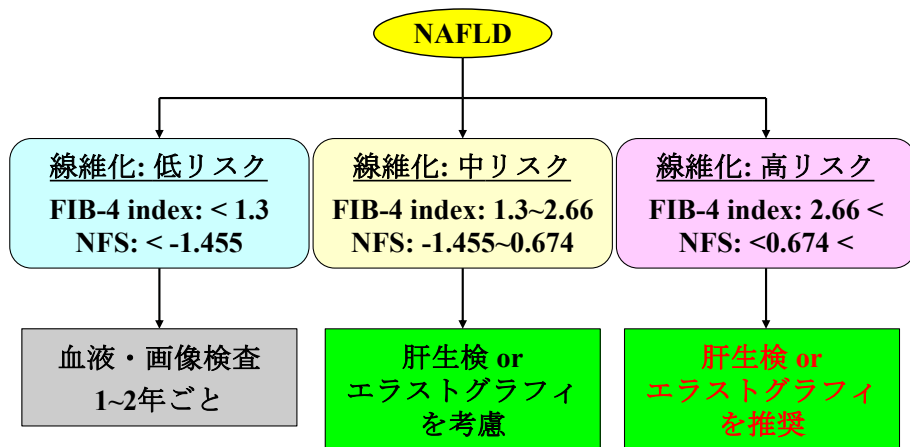 NAFLD
線維化: 低リスク
FIB-4 index: < 1.3
NFS: < -1.455
線維化: 中リスク
FIB-4 index: 1.3~2.66
NFS: -1.455~0.674
線維化: 高リスク
FIB-4 index: 2.66 <
NFS: <0.674 <
血液・画像検査
1~2年ごと
肝生検 or
エラストグラフィ
を考慮
肝生検 or
エラストグラフィ
を推奨